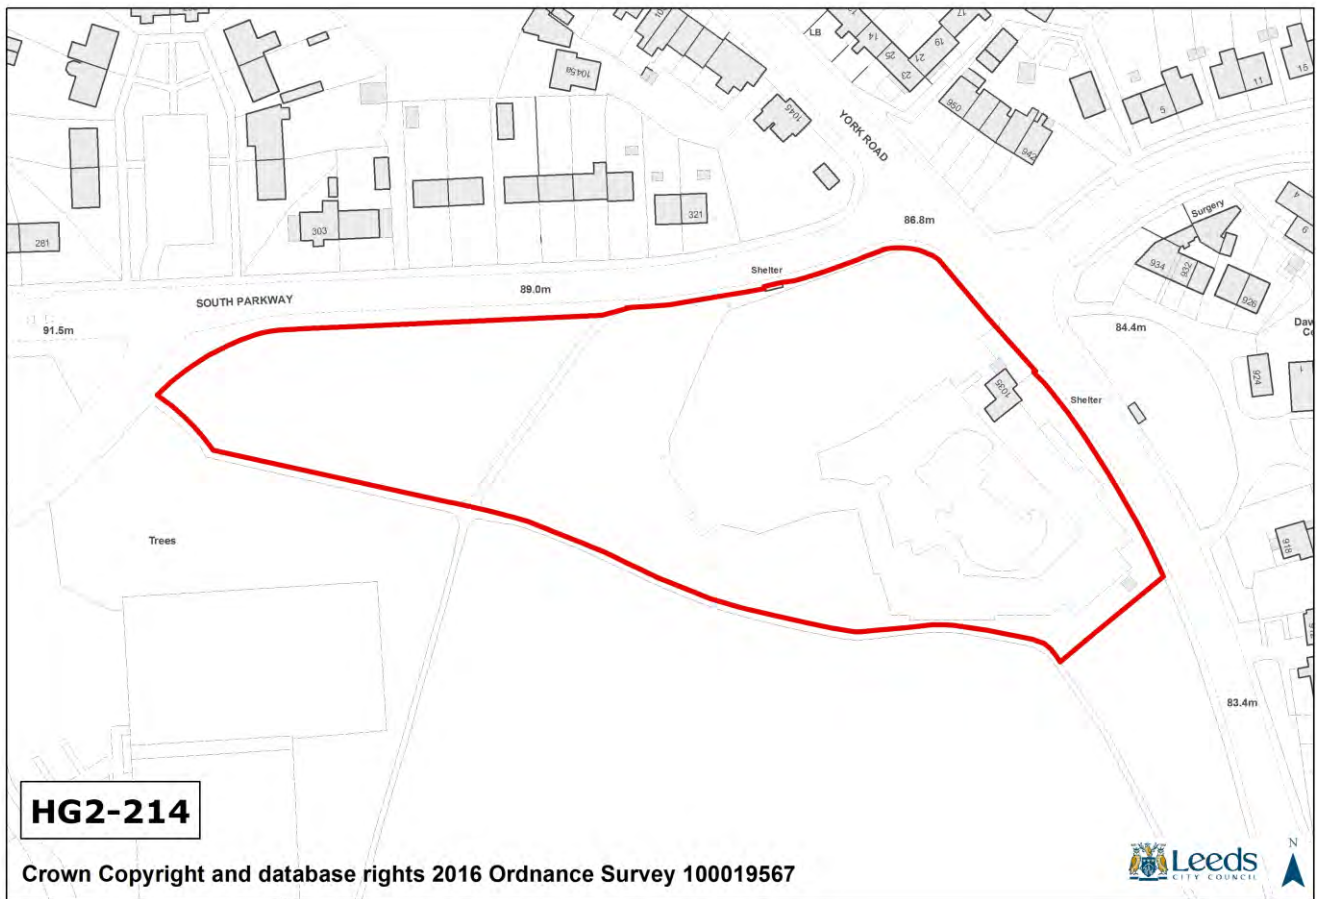 LB
14
25
23
21
19
17
1045a
1045
950
942
YORK ROAD
5
11
15
281
303
321
86.8m
Surgery
934
932
926
4
6
Shelter
89.0m
SOUTH PARKWAY
91.5m
84.4m
924
1
1035
Shelter
Trees
918
83.4m
HG2-214
Crown Copyright and database rights 2016 Ordnance Survey 100019567
Leeds
CITY COUNCIL
N